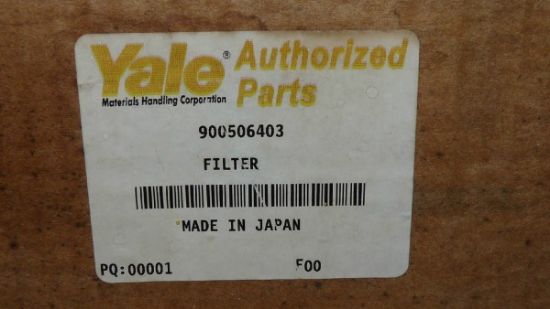 Yale® Authorized
Materials Handling Corporation Parts
900506403
FILTER
MADE IN JAPAN
PQ:00001 F00